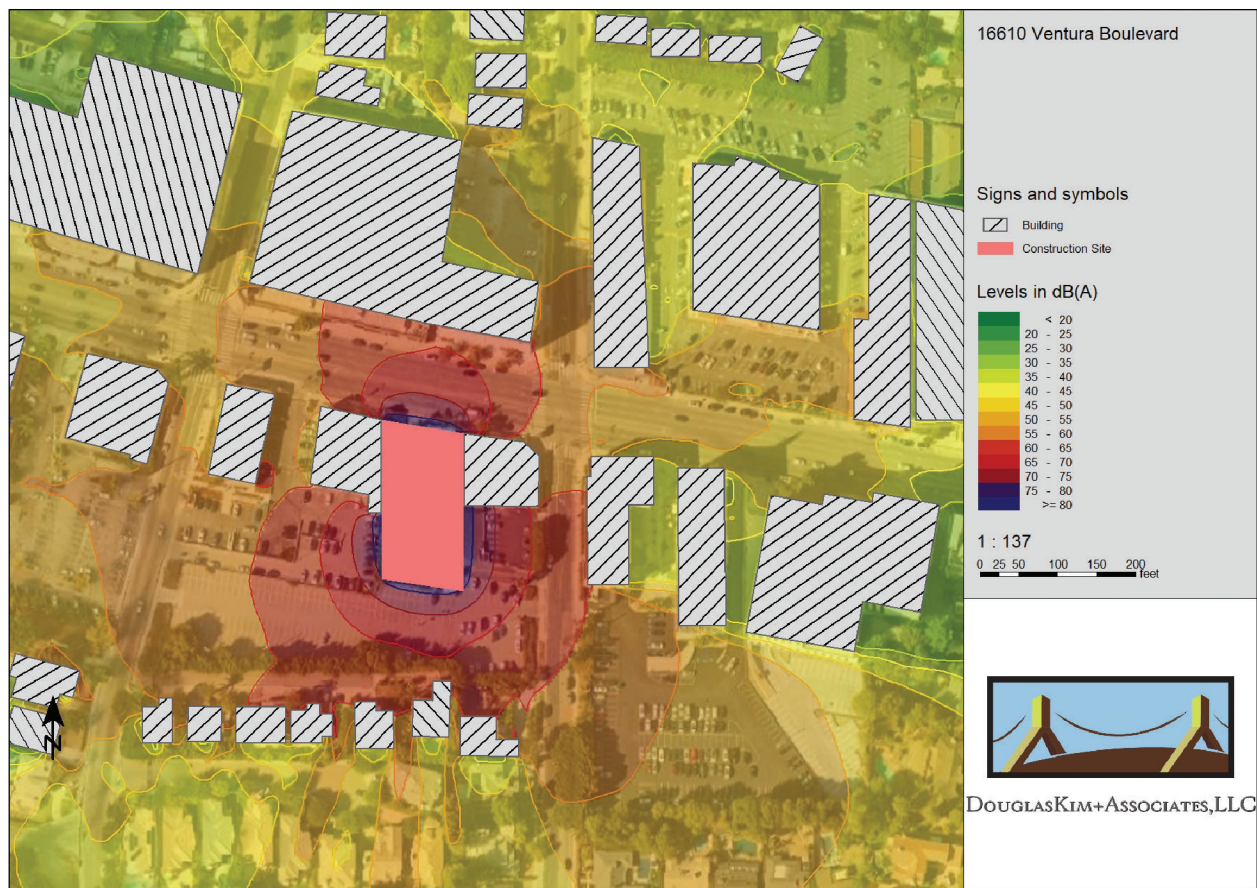 16610 Ventura Boulevard
Signs and symbols
Building
Construction Site
Levels in dB(A)
< 20
20 - 25
25 - 30
30 - 35
35 - 40
40 - 45
45 - 50
50 - 55
55 - 60
60 - 65
65 - 70
70 - 75
75 - 80
>= 80
1 : 137
0 25 50 100 150 200
feet
N
DOUGLASKIM+ASSOCIATES,LLC